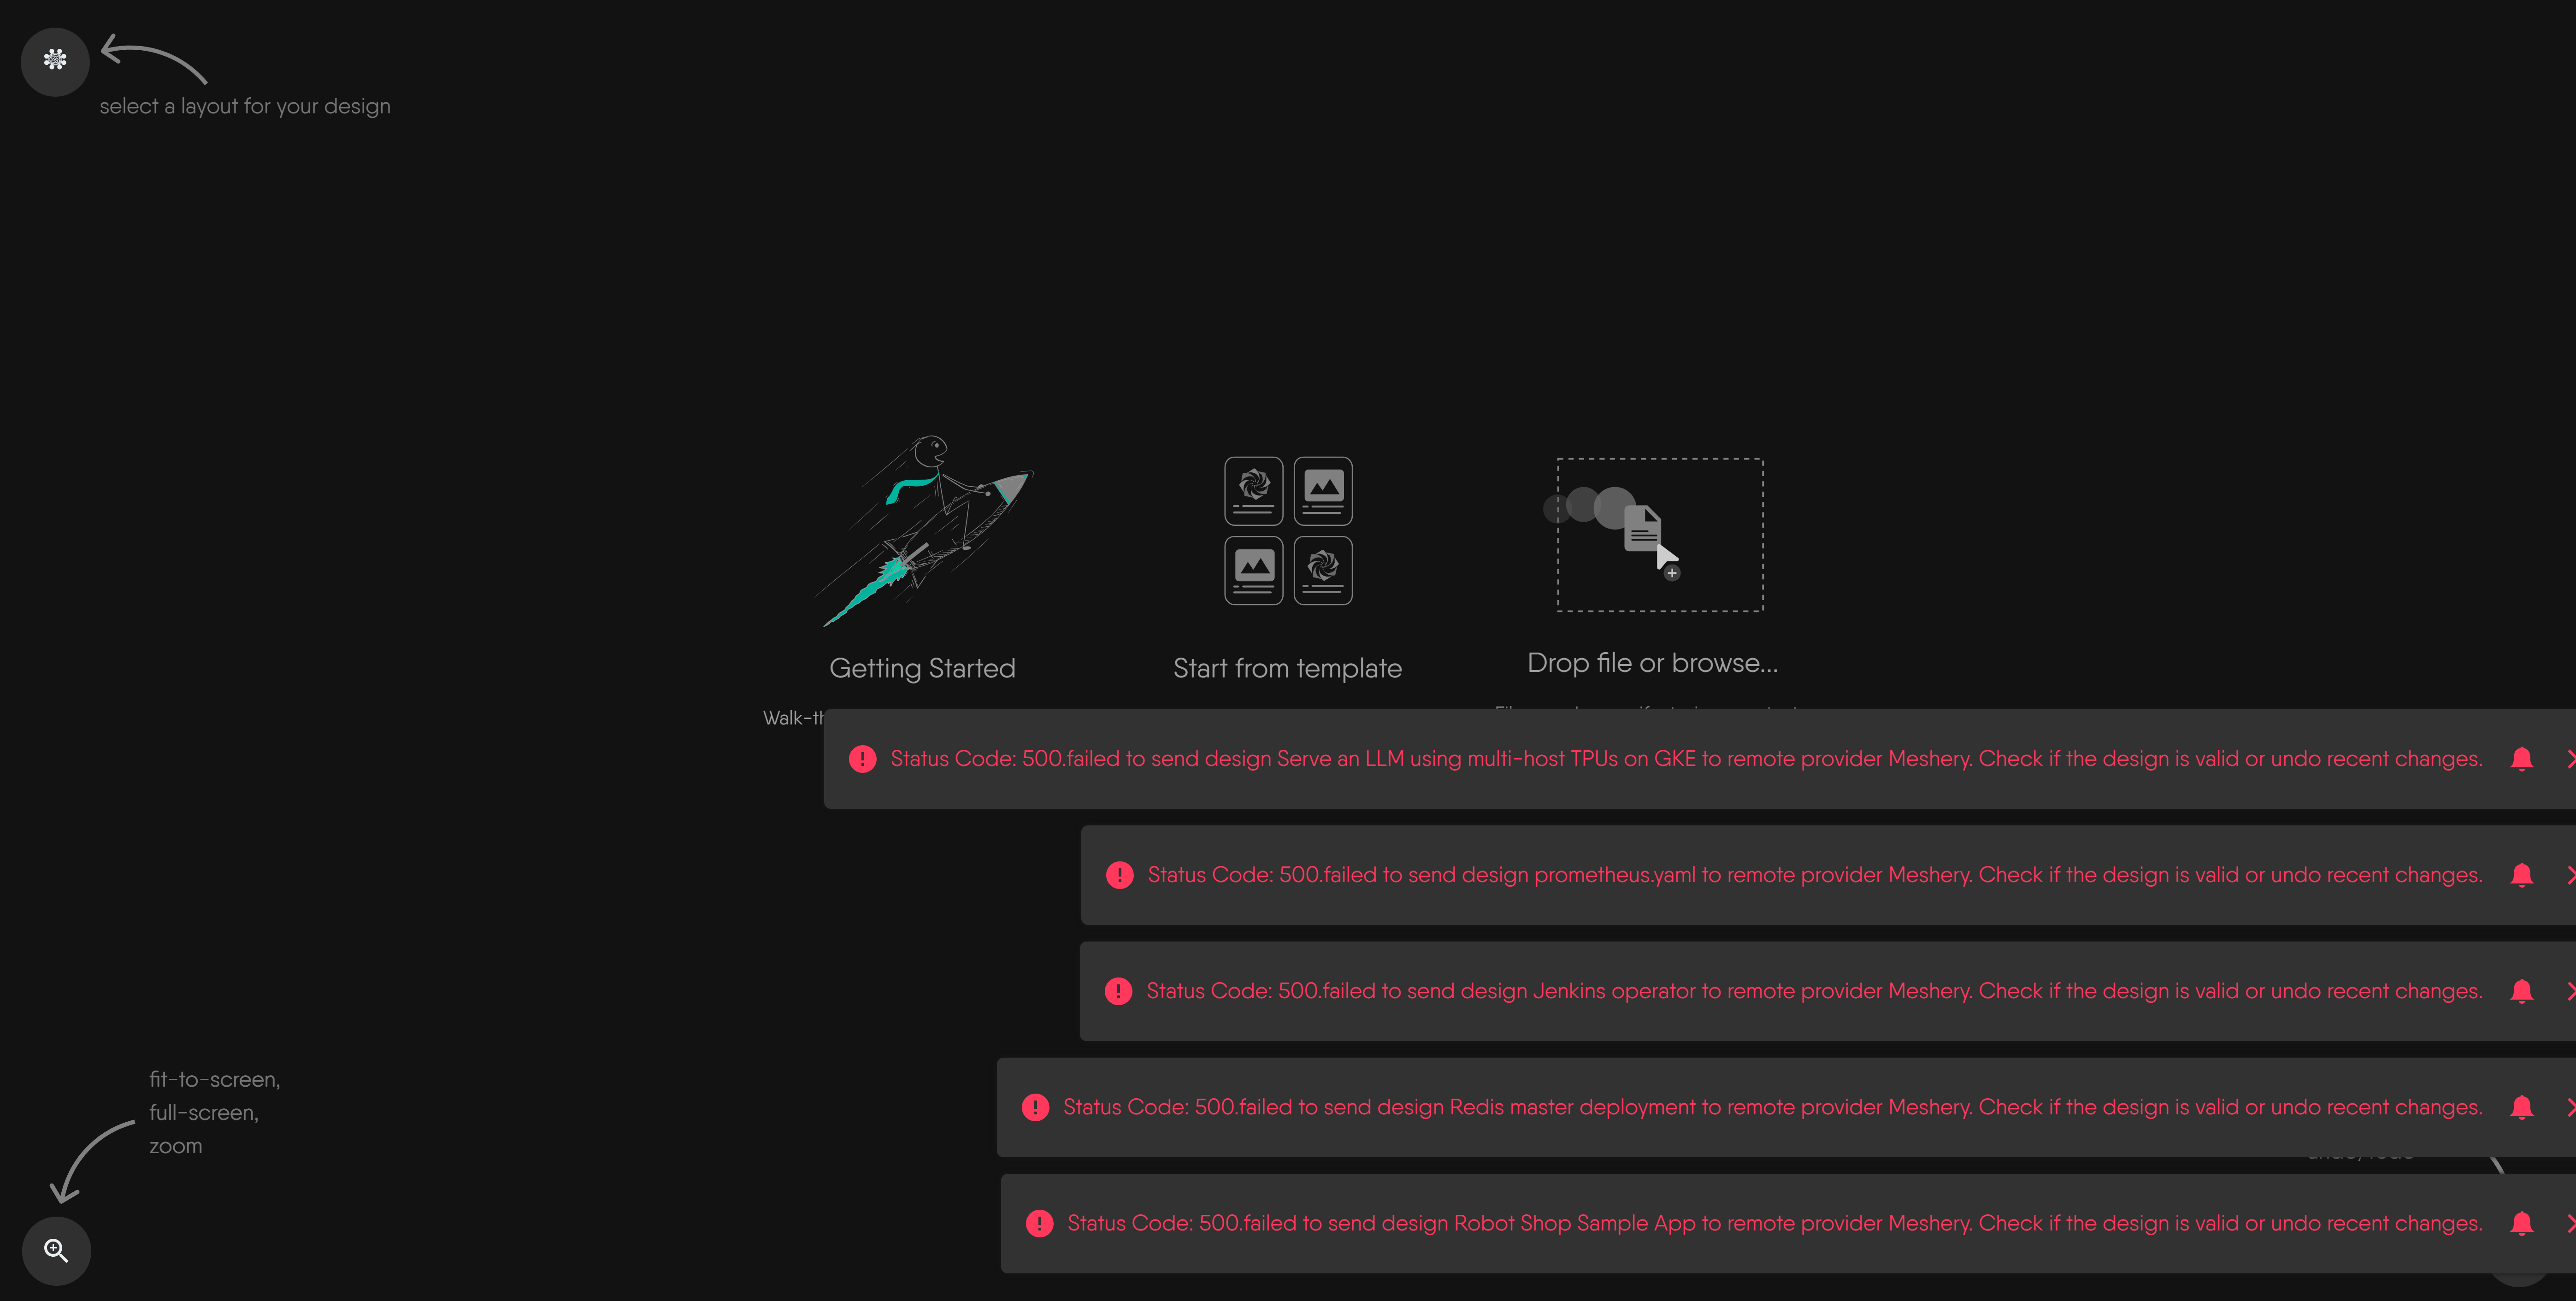 select a layout for your design
Getting Started
Start from template
Drop file or browse...
Status Code: 500.failed to send design Serve an LLM using multi-host TPUs on GKE to remote provider Meshery. Check if the design is valid or undo recent changes.
Status Code: 500.failed to send design prometheus.yaml to remote provider Meshery. Check if the design is valid or undo recent changes.
Status Code: 500.failed to send design Jenkins operator to remote provider Meshery. Check if the design is valid or undo recent changes.
fit-to-screen,
full-screen,
zoom
Status Code: 500.failed to send design Redis master deployment to remote provider Meshery. Check if the design is valid or undo recent changes.
Status Code: 500.failed to send design Robot Shop Sample App to remote provider Meshery. Check if the design is valid or undo recent changes.